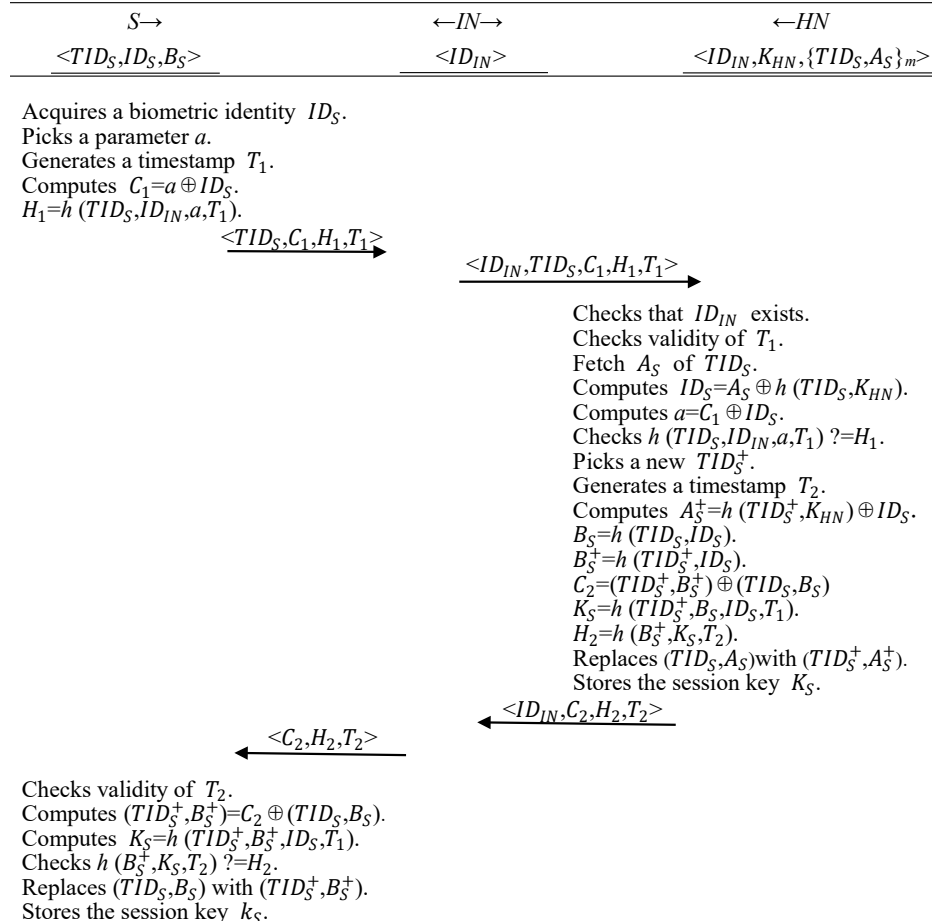 S→ ←IN→ ←HN
<TID_S,ID_S,B_S> <ID_IN> <ID_IN,K_HN,{TID_S,A_S}_m>
Acquires a biometric identity ID_S.
Picks a parameter a.
Generates a timestamp T_1.
Computes C_1=a⊕ID_S.
H_1=h (TID_S,ID_IN,a,T_1).
<TID_S,C_1,H_1,T_1>
<ID_IN,TID_S,C_1,H_1,T_1>
Checks that ID_IN exists.
Checks validity of T_1.
Fetch A_S of TID_S.
Computes ID_S=A_S⊕h (TID_S,K_HN).
Computes a=C_1⊕ID_S.
Checks h (TID_S,ID_IN,a,T_1) ?=H_1.
Picks a new TID_S^+.
Generates a timestamp T_2.
Computes A_S^+=h (TID_S^+,K_HN)⊕ID_S.
B_S=h (TID_S,ID_S).
B_S^+=h (TID_S^+,ID_S).
C_2=(TID_S^+,B_S^+)⊕(TID_S,B_S)
K_S=h (TID_S^+,B_S,ID_S,T_1).
H_2=h (B_S^+,K_S,T_2).
Replaces (TID_S,A_S)with (TID_S^+,A_S^+).
Stores the session key K_S.
<ID_IN,C_2,H_2,T_2>
<C_2,H_2,T_2>
Checks validity of T_2.
Computes (TID_S^+,B_S^+)=C_2⊕(TID_S,B_S).
Computes K_S=h (TID_S^+,B_S^+,ID_S,T_1).
Checks h (B_S^+,K_S,T_2) ?=H_2.
Replaces (TID_S,B_S) with (TID_S^+,B_S^+).
Stores the session key k_S.